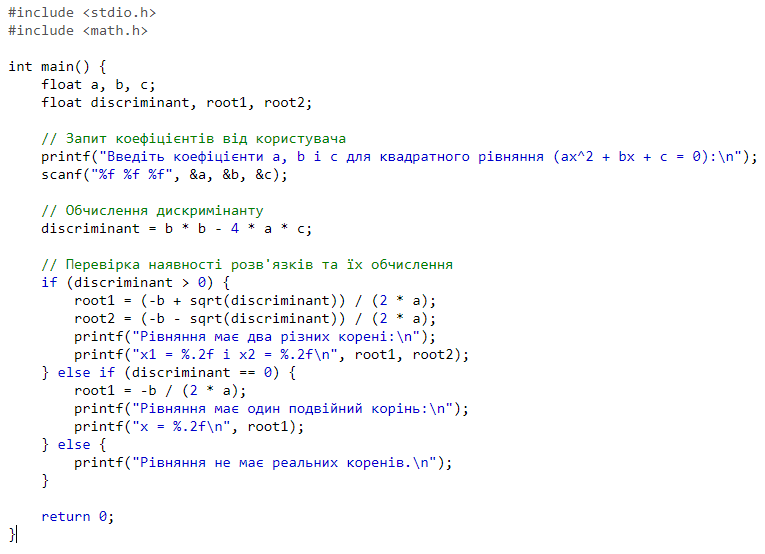 #include <stdio.h>
#include <math.h>

int main() {
    float a, b, c;
    float discriminant, root1, root2;

    // Запит коефіцієнтів від користувача
    printf("Введіть коефіцієнти a, b і c для квадратного рівняння (ax^2 + bx + c = 0):\n");
    scanf("%f %f %f", &a, &b, &c);

    // Обчислення дискримінанту
    discriminant = b * b - 4 * a * c;

    // Перевірка наявності розв'язків та їх обчислення
    if (discriminant > 0) {
        root1 = (-b + sqrt(discriminant)) / (2 * a);
        root2 = (-b - sqrt(discriminant)) / (2 * a);
        printf("Рівняння має два різних корені:\n");
        printf("x1 = %.2f і x2 = %.2f\n", root1, root2);
    } else if (discriminant == 0) {
        root1 = -b / (2 * a);
        printf("Рівняння має один подвійний корінь:\n");
        printf("x = %.2f\n", root1);
    } else {
        printf("Рівняння не має реальних коренів.\n");
    }

    return 0;
}